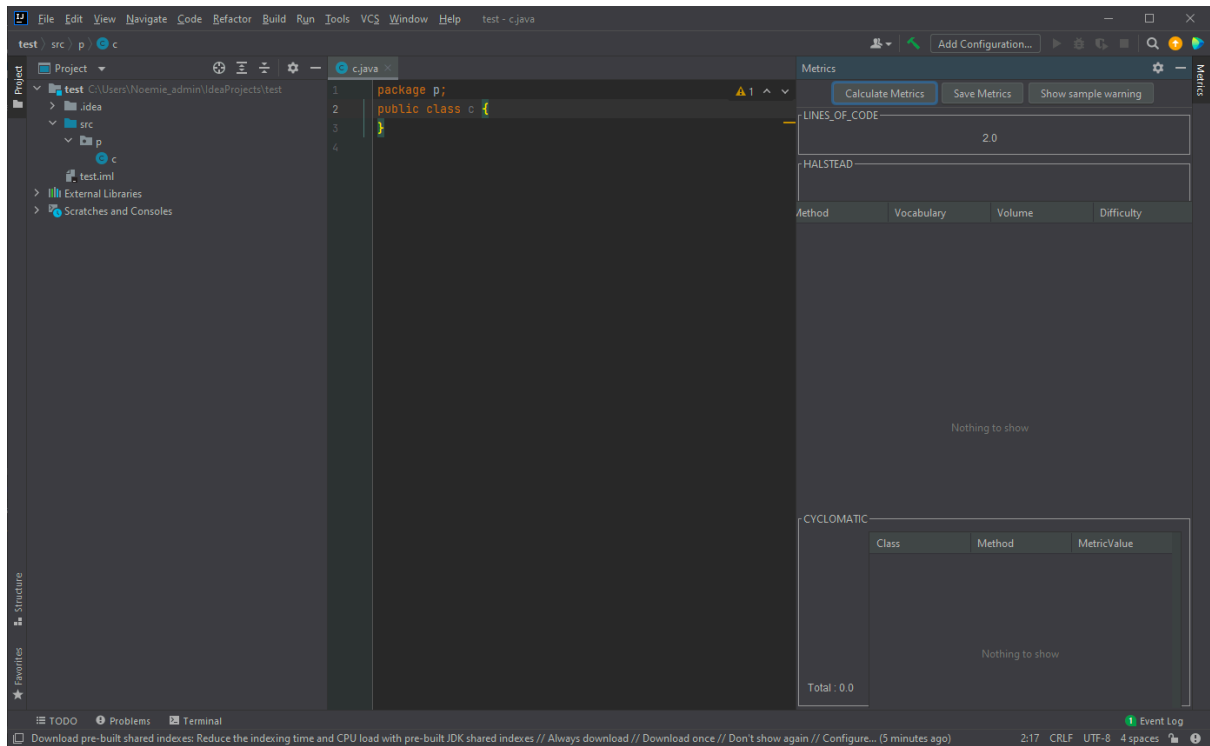 File Edit View Navigate Code Refactor Build Run Tools VCS Window Help test - c.java
test src p c
Add Configuration...
Project
Project
test C:\Users\Noemie_admin\IdeaProjects\test
.idea
src
p
c
test.iml
External Libraries
Scratches and Consoles
Structure
Favorites
c.java
1 package p;
2 public class c {
3 }
4
1
Metrics
Metrics
Calculate Metrics Save Metrics Show sample warning
LINES_OF_CODE
2.0
HALSTEAD
Method Vocabulary Volume Difficulty
Nothing to show
CYCLOMATIC
Class Method MetricValue
Nothing to show
Total : 0.0
TODO Problems Terminal
1 Event Log
Download pre-built shared indexes: Reduce the indexing time and CPU load with pre-built JDK shared indexes // Always download // Download once // Don't show again // Configure... (5 minutes ago) 2:17 CRLF UTF-8 4 spaces